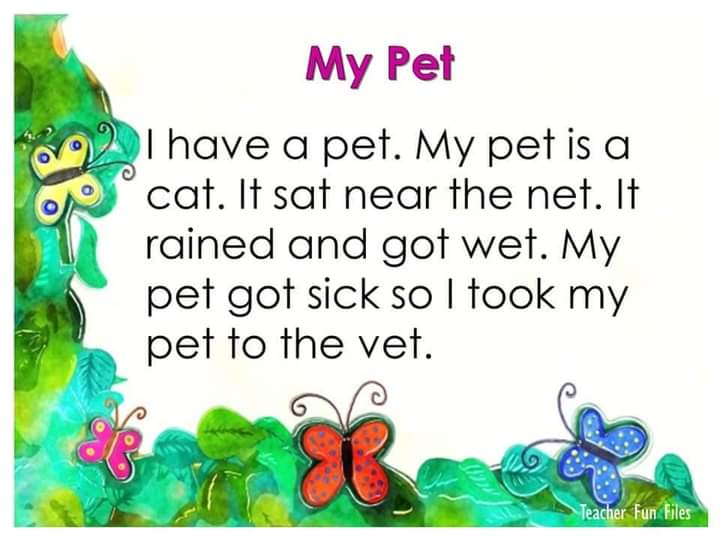 My Pet
I have a pet. My pet is a
cat. It sat near the net. It
rained and got wet. My
pet got sick so I took my
pet to the vet.
Teacher Fun Files